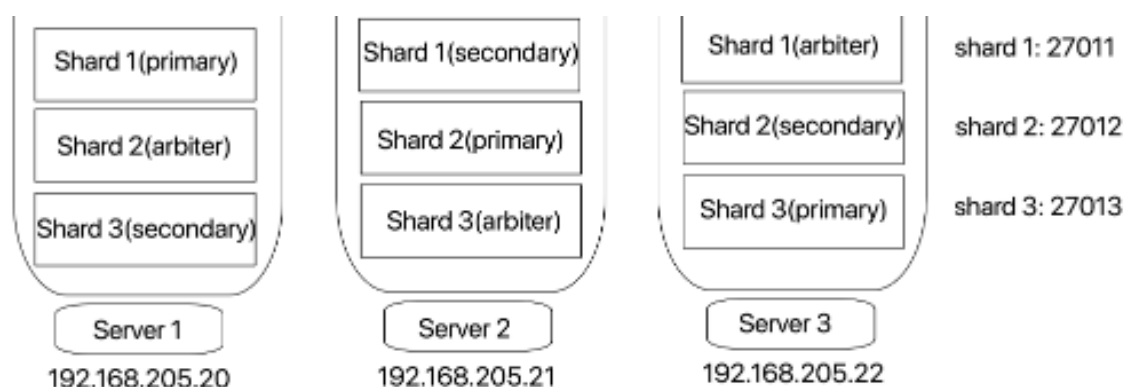 Shard 1(primary)
Shard 2(arbiter)
Shard 3(secondary)
Server 1
192.168.205.20
Shard 1(secondary)
Shard 2(primary)
Shard 3(arbiter)
Server 2
192.168.205.21
Shard 1(arbiter)
Shard 2(secondary)
Shard 3(primary)
Server 3
192.168.205.22
shard 1: 27011
shard 2: 27012
shard 3: 27013